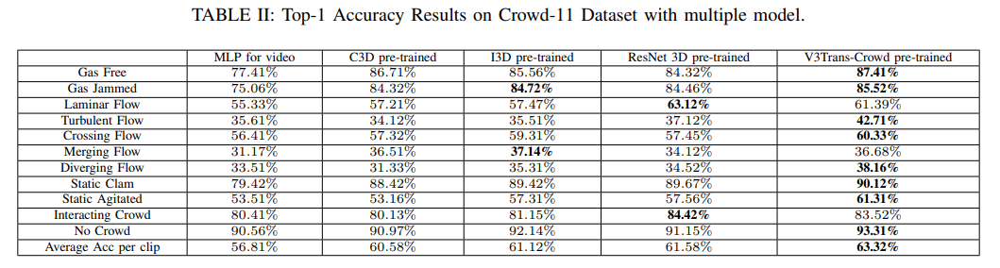 TABLE II: Top-1 Accuracy Results on Crowd-11 Dataset with multiple model.
MLP for video C3D pre-trained I3D pre-trained ResNet 3D pre-trained V3Trans-Crowd pre-trained
Gas Free 77.41% 86.71% 85.56% 84.32% 87.41%
Gas Jammed 75.06% 84.32% 84.72% 84.46% 85.52%
Laminar Flow 55.33% 57.21% 57.47% 63.12% 61.39%
Turbulent Flow 35.61% 34.12% 35.51% 37.12% 42.71%
Crossing Flow 56.41% 57.32% 59.31% 57.45% 60.33%
Merging Flow 31.17% 36.51% 37.14% 34.12% 36.68%
Diverging Flow 33.51% 31.33% 35.31% 34.52% 38.16%
Static Clam 79.42% 88.42% 89.42% 89.67% 90.12%
Static Agitated 53.51% 53.16% 57.31% 57.56% 61.31%
Interacting Crowd 80.41% 80.13% 81.15% 84.42% 83.52%
No Crowd 90.56% 90.97% 92.14% 91.15% 93.31%
Average Acc per clip 56.81% 60.58% 61.12% 61.58% 63.32%